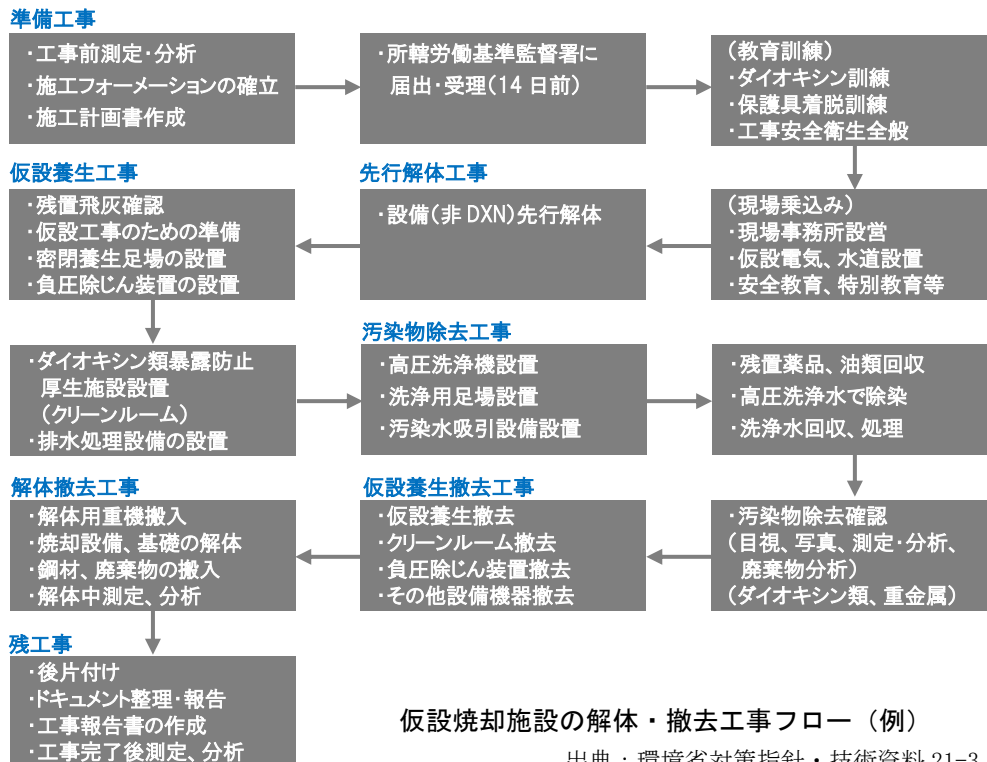 準備工事
・工事前測定・分析
・施工フォーメーションの確立
・施工計画書作成
・所轄労働基準監督署に
届出・受理(14 日前)
(教育訓練)
・ダイオキシン訓練
・保護具着脱訓練
・工事安全衛生全般
(現場乗込み)
・現場事務所設営
・仮設電気、水道設置
・安全教育、特別教育等
先行解体工事
・設備(非 DXN)先行解体
仮設養生工事
・残置飛灰確認
・仮設工事のための準備
・密閉養生足場の設置
・負圧除じん装置の設置
・ダイオキシン類暴露防止
厚生施設設置
(クリーンルーム)
・排水処理設備の設置
汚染物除去工事
・高圧洗浄機設置
・洗浄用足場設置
・汚染水吸引設備設置
・残置薬品、油類回収
・高圧洗浄水で除染
・洗浄水回収、処理
・汚染物除去確認
(目視、写真、測定・分析、
廃棄物分析)
(ダイオキシン類、重金属)
仮設養生撤去工事
・仮設養生撤去
・クリーンルーム撤去
・負圧除じん装置撤去
・その他設備機器撤去
解体撤去工事
・解体用重機搬入
・焼却設備、基礎の解体
・鋼材、廃棄物の搬入
・解体中測定、分析
残工事
・後片付け
・ドキュメント整理・報告
・工事報告書の作成
・工事完了後測定、分析
仮設焼却施設の解体・撤去工事フロー（例）
出典：環境省対策指針・技術資料 21-3